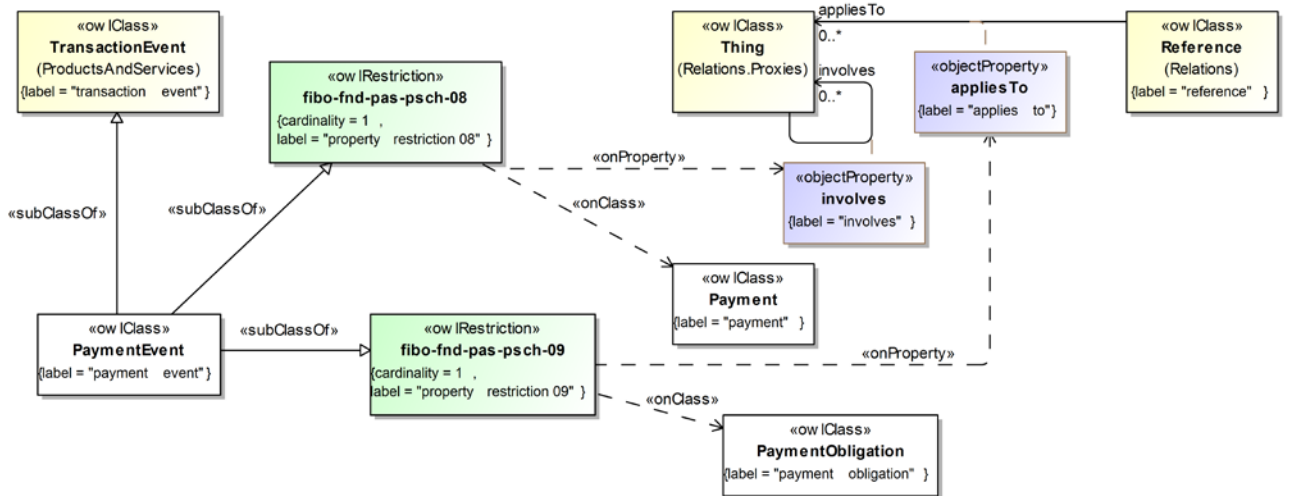 «owlClass»
TransactionEvent
(ProductsAndServices)
{label = "transaction event" }
«owlRestriction»
fibo-fnd-pas-psch-08
{cardinality = 1 ,
label = "property restriction 08" }
«owlClass»
Thing
(Relations.Proxies)
appliesTo
0..*
involves
0..*
«owlClass»
Reference
(Relations)
{label = "reference" }
«objectProperty»
appliesTo
{label = "applies to"}
«subClassOf»
«subClassOf»
«onProperty»
«onClass»
«objectProperty»
involves
{label = "involves" }
«owlClass»
Payment
{label = "payment" }
«owlClass»
PaymentEvent
{label = "payment event" }
«subClassOf»
«owlRestriction»
fibo-fnd-pas-psch-09
{cardinality = 1 ,
label = "property restriction 09" }
«onProperty»
«onClass»
«owlClass»
PaymentObligation
{label = "payment obligation" }